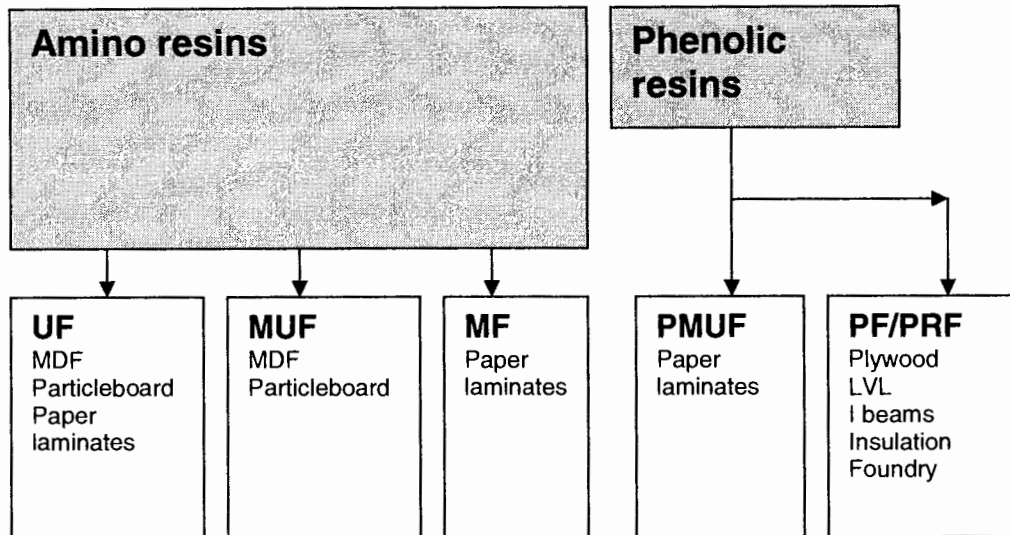 Amino resins
Phenolic
resins
UF
MDF
Particleboard
Paper
laminates
MUF
MDF
Particleboard
MF
Paper
laminates
PMUF
Paper
laminates
PF/PRF
Plywood
LVL
I beams
Insulation
Foundry